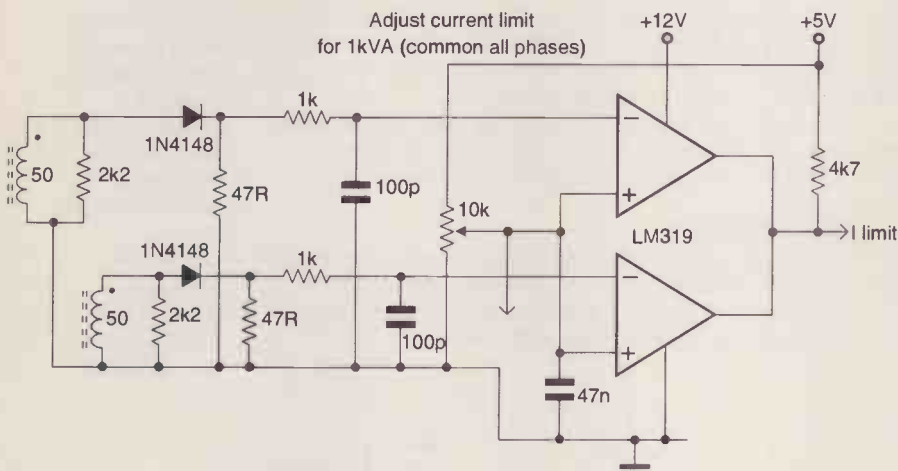 Adjust current limit
for 1kVA (common all phases)
+12V
+5V
1k
1N4148
50
2k2
47R
100p
10k
4k7
LM319
I limit
1N4148
1k
50
2k2
47R
100p
47n
−
+
−
+